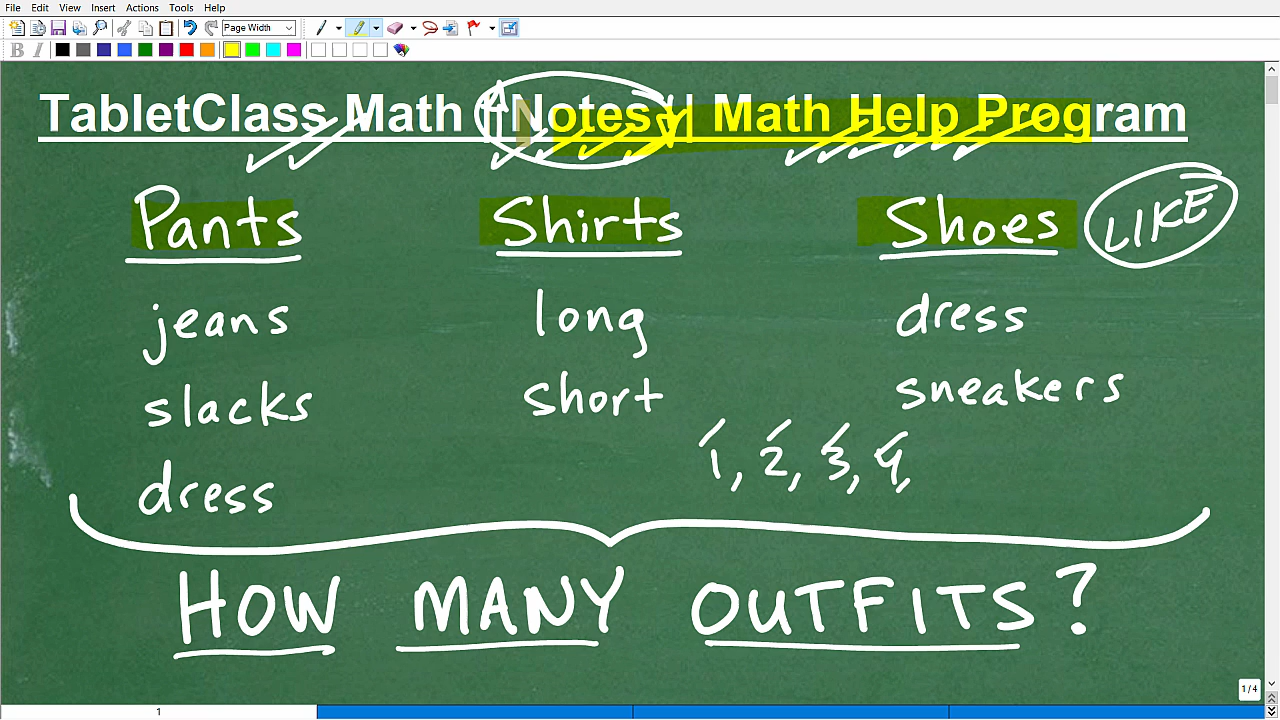 File Edit View Insert Actions Tools Help
Page Width
B I
TabletClass Math || Notes || Math Help Program
Pants Shirts Shoes LIKE
jeans long dress
slacks short sneakers
1, 2, 3, 4,
dress
HOW MANY OUTFITS?
1/4
1